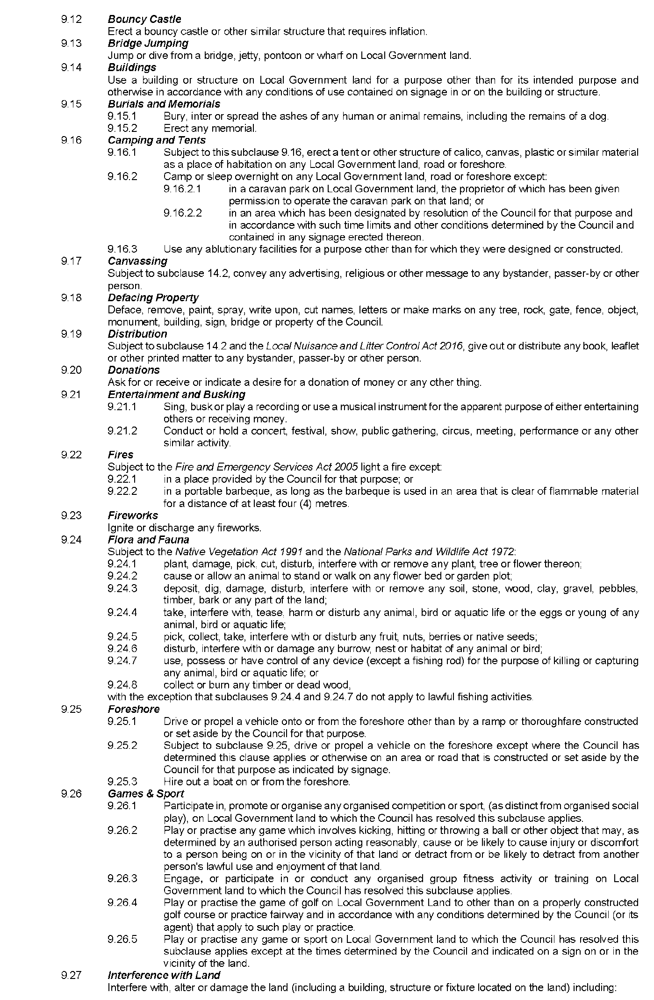 9.12 Bouncy Castle
Erect a bouncy castle or other similar structure that requires inflation.
9.13 Bridge Jumping
Jump or dive from a bridge, jetty, pontoon or wharf on Local Government land.
9.14 Buildings
Use a building or structure on Local Government land for a purpose other than for its intended purpose and
otherwise in accordance with any conditions of use contained on signage in or on the building or structure.
9.15 Burials and Memorials
9.15.1 Bury, inter or spread the ashes of any human or animal remains, including the remains of a dog.
9.15.2 Erect any memorial.
9.16 Camping and Tents
9.16.1 Subject to this subclause 9.16, erect a tent or other structure of calico, canvas, plastic or similar material
as a place of habitation on any Local Government land, road or foreshore.
9.16.2 Camp or sleep overnight on any Local Government land, road or foreshore except:
9.16.2.1 in a caravan park on Local Government land, the proprietor of which has been given
permission to operate the caravan park on that land; or
9.16.2.2 in an area which has been designated by resolution of the Council for that purpose and
in accordance with such time limits and other conditions determined by the Council and
contained in any signage erected thereon.
9.16.3 Use any ablutionary facilities for a purpose other than for which they were designed or constructed.
9.17 Canvassing
Subject to subclause 14.2, convey any advertising, religious or other message to any bystander, passer-by or other
person.
9.18 Defacing Property
Deface, remove, paint, spray, write upon, cut names, letters or make marks on any tree, rock, gate, fence, object,
monument, building, sign, bridge or property of the Council.
9.19 Distribution
Subject to subclause 14.2 and the Local Nuisance and Litter Control Act 2016, give out or distribute any book, leaflet
or other printed matter to any bystander, passer-by or other person.
9.20 Donations
Ask for or receive or indicate a desire for a donation of money or any other thing.
9.21 Entertainment and Busking
9.21.1 Sing, busk or play a recording or use a musical instrument for the apparent purpose of either entertaining
others or receiving money.
9.21.2 Conduct or hold a concert, festival, show, public gathering, circus, meeting, performance or any other
similar activity.
9.22 Fires
Subject to the Fire and Emergency Services Act 2005 light a fire except:
9.22.1 in a place provided by the Council for that purpose; or
9.22.2 in a portable barbeque, as long as the barbeque is used in an area that is clear of flammable material
for a distance of at least four (4) metres.
9.23 Fireworks
Ignite or discharge any fireworks.
9.24 Flora and Fauna
Subject to the Native Vegetation Act 1991 and the National Parks and Wildlife Act 1972:
9.24.1 plant, damage, pick, cut, disturb, interfere with or remove any plant, tree or flower thereon;
9.24.2 cause or allow an animal to stand or walk on any flower bed or garden plot;
9.24.3 deposit, dig, damage, disturb, interfere with or remove any soil, stone, wood, clay, gravel, pebbles,
timber, bark or any part of the land;
9.24.4 take, interfere with, tease, harm or disturb any animal, bird or aquatic life or the eggs or young of any
animal, bird or aquatic life;
9.24.5 pick, collect, take, interfere with or disturb any fruit, nuts, berries or native seeds;
9.24.6 disturb, interfere with or damage any burrow, nest or habitat of any animal or bird;
9.24.7 use, possess or have control of any device (except a fishing rod) for the purpose of killing or capturing
any animal, bird or aquatic life; or
9.24.8 collect or burn any timber or dead wood,
with the exception that subclauses 9.24.4 and 9.24.7 do not apply to lawful fishing activities.
9.25 Foreshore
9.25.1 Drive or propel a vehicle onto or from the foreshore other than by a ramp or thoroughfare constructed
or set aside by the Council for that purpose.
9.25.2 Subject to subclause 9.25, drive or propel a vehicle on the foreshore except where the Council has
determined this clause applies or otherwise on an area or road that is constructed or set aside by the
Council for that purpose as indicated by signage.
9.25.3 Hire out a boat on or from the foreshore.
9.26 Games & Sport
9.26.1 Participate in, promote or organise any organised competition or sport, (as distinct from organised social
play), on Local Government land to which the Council has resolved this subclause applies.
9.26.2 Play or practise any game which involves kicking, hitting or throwing a ball or other object that may, as
determined by an authorised person acting reasonably, cause or be likely to cause injury or discomfort
to a person being on or in the vicinity of that land or detract from or be likely to detract from another
person's lawful use and enjoyment of that land.
9.26.3 Engage, or participate in or conduct any organised group fitness activity or training on Local
Government land to which the Council has resolved this subclause applies.
9.26.4 Play or practise the game of golf on Local Government Land to other than on a properly constructed
golf course or practice fairway and in accordance with any conditions determined by the Council (or its
agent) that apply to such play or practice.
9.26.5 Play or practise any game or sport on Local Government land to which the Council has resolved this
subclause applies except at the times determined by the Council and indicated on a sign on or in the
vicinity of the land.
9.27 Interference with Land
Interfere with, alter or damage the land (including a building, structure or fixture located on the land) including: